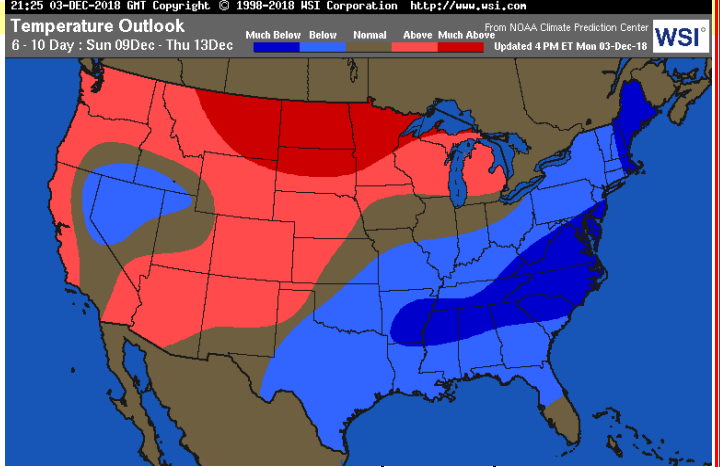 21:25 03-DEC-2018 GMT Copyright © 1998-2018 WSI Corporation http://www.wsi.com
Temperature Outlook
From NOAA Climate Prediction Center
Much Below Below Normal Above Much Above
6 - 10 Day : Sun 09Dec - Thu 13Dec
Updated 4 PM ET Mon 03-Dec-18
WSI